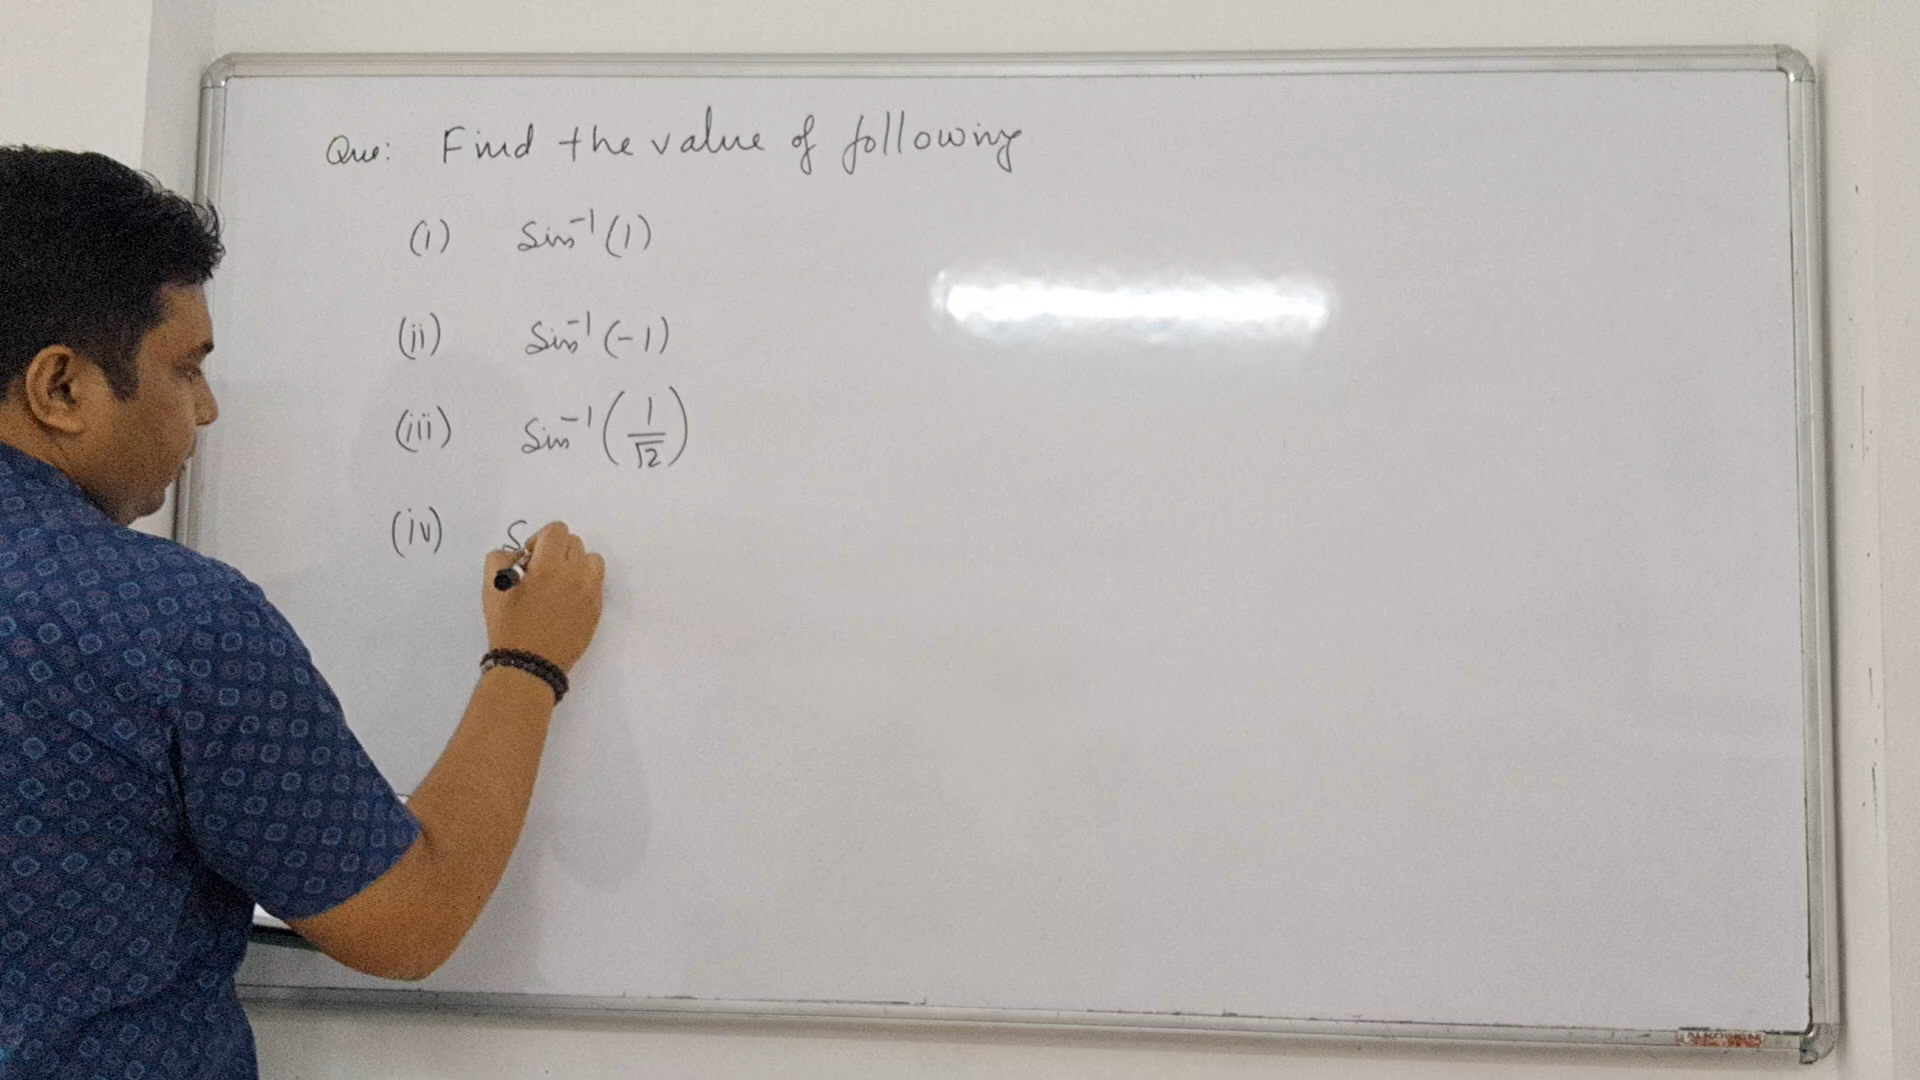 Que: Find the value of following
(i) Sin⁻¹(1)
(ii) Sin⁻¹(-1)
(iii) Sin⁻¹(1/√2)
(iv) S